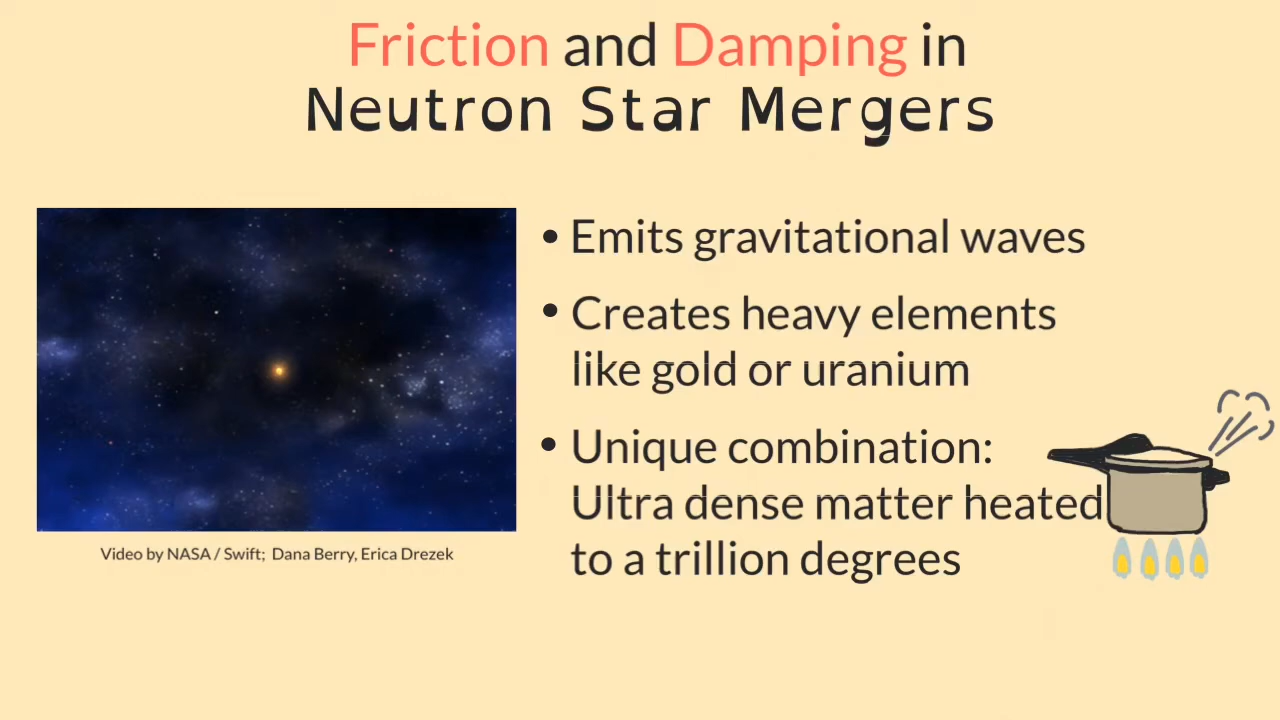 Friction and Damping in
Neutron Star Mergers
• Emits gravitational waves
• Creates heavy elements
like gold or uranium
• Unique combination:
Ultra dense matter heated
to a trillion degrees
Video by NASA / Swift; Dana Berry, Erica Drezek